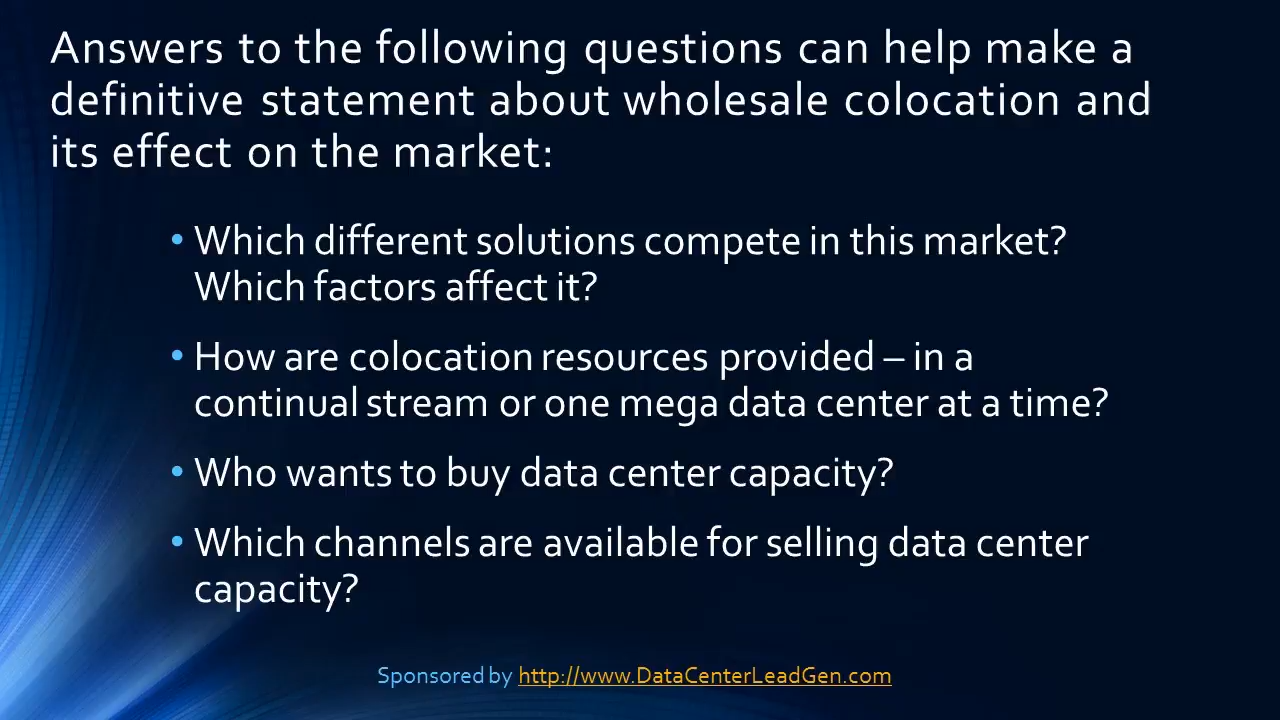 Answers to the following questions can help make a
definitive statement about wholesale colocation and
its effect on the market:
• Which different solutions compete in this market?
Which factors affect it?
• How are colocation resources provided – in a
continual stream or one mega data center at a time?
• Who wants to buy data center capacity?
• Which channels are available for selling data center
capacity?
Sponsored by http://www.DataCenterLeadGen.com